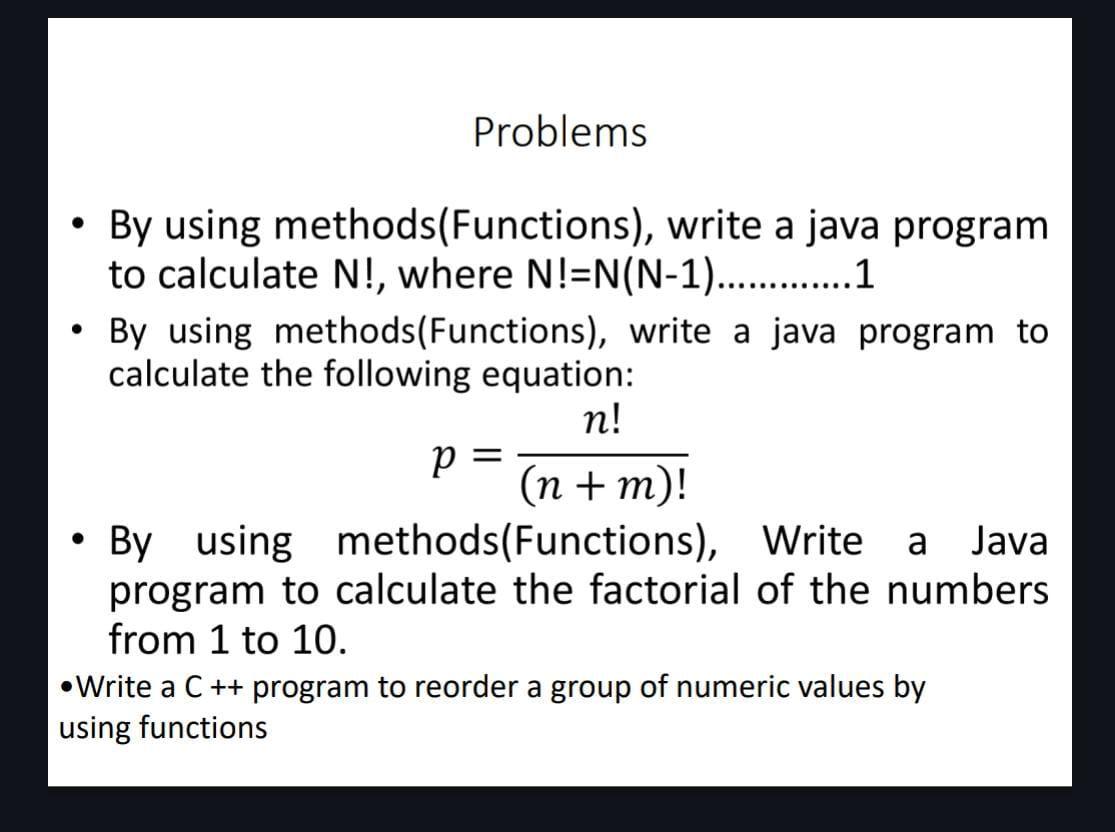 Problems
• By using methods(Functions), write a java program
to calculate N!, where N!=N(N-1).............1
• By using methods(Functions), write a java program to
calculate the following equation:
n!
p =
(n + m)!
• By using methods(Functions), Write a Java
program to calculate the factorial of the numbers
from 1 to 10.
•Write a C ++ program to reorder a group of numeric values by
using functions